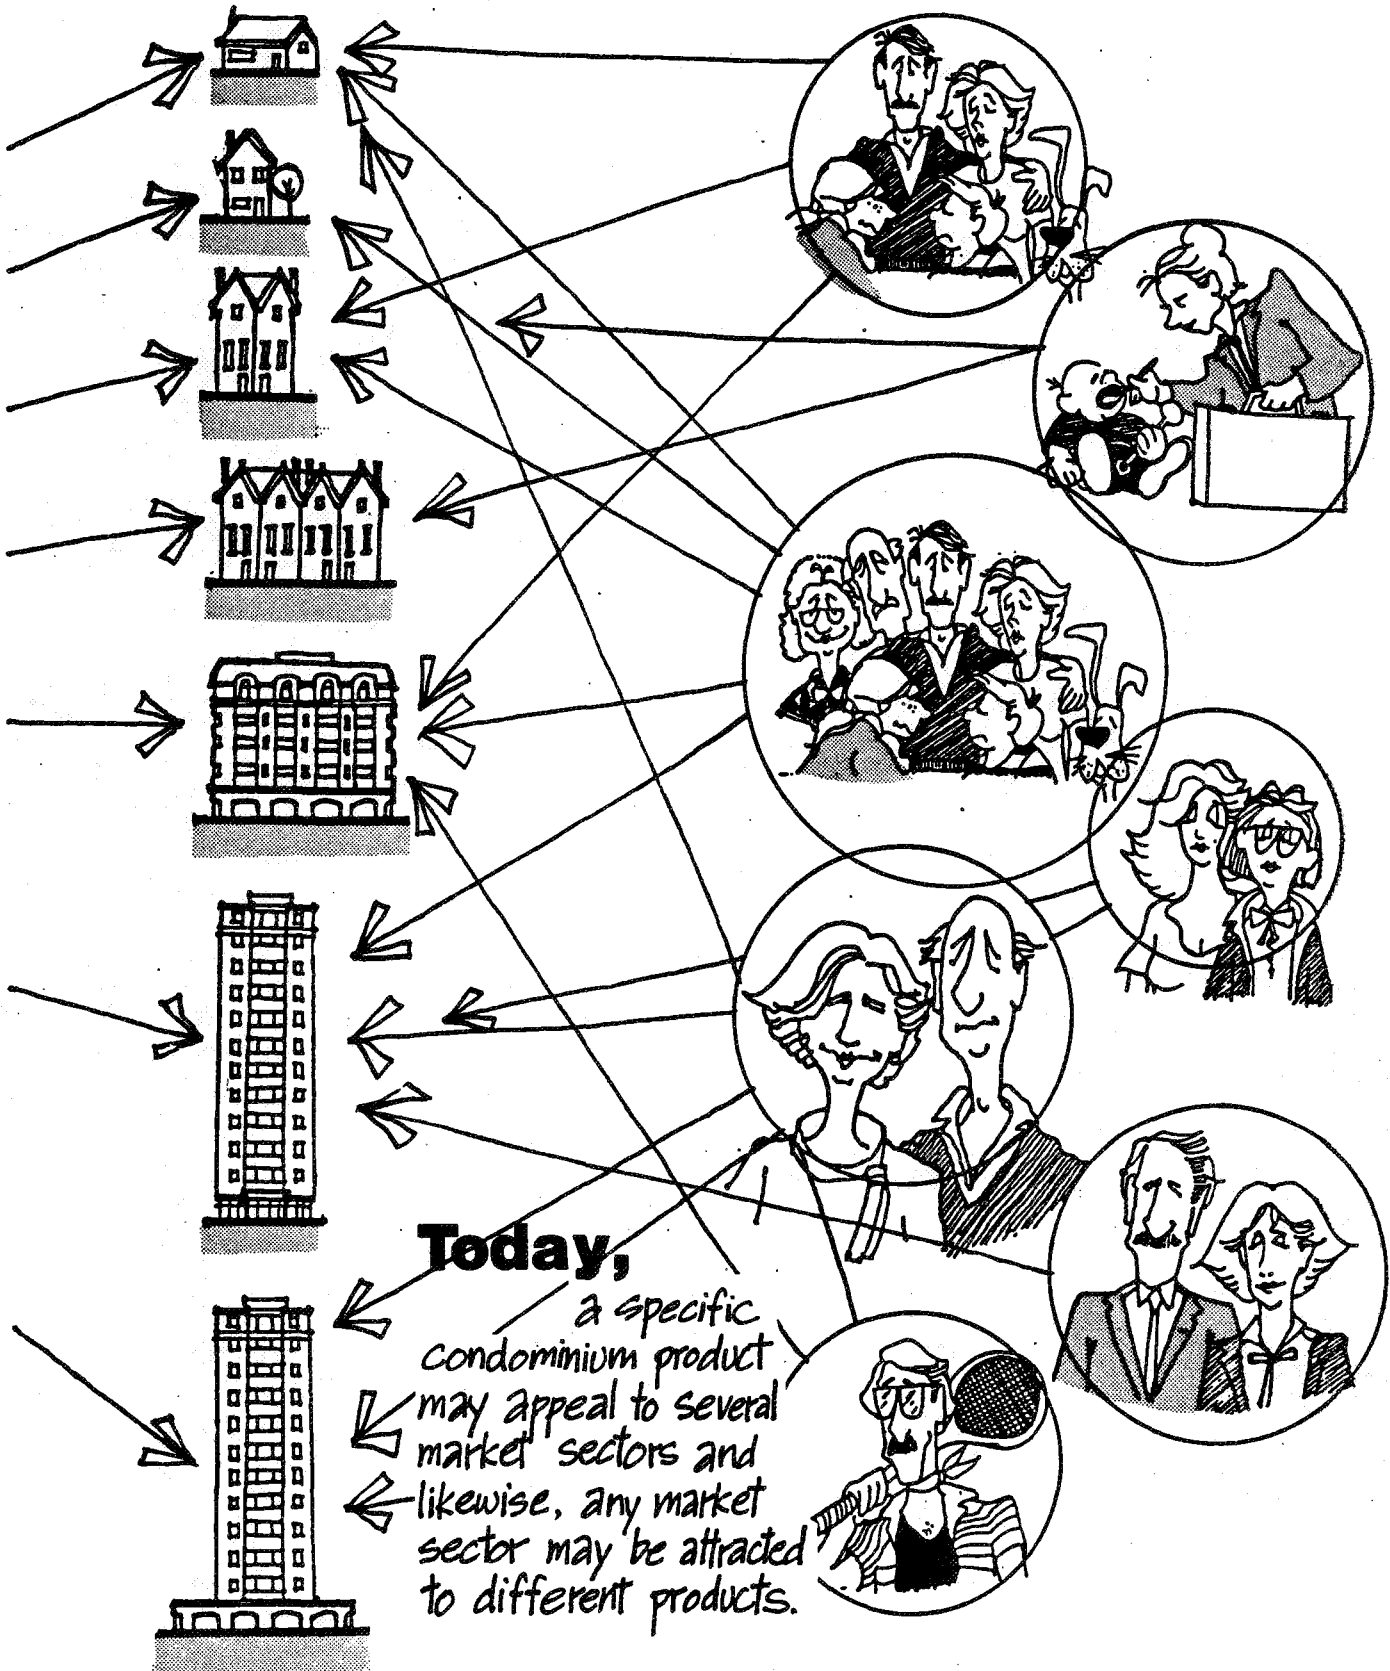 Today,
a specific
condominium product
may appeal to several
market sectors and
likewise, any market
sector may be attracted
to different products.